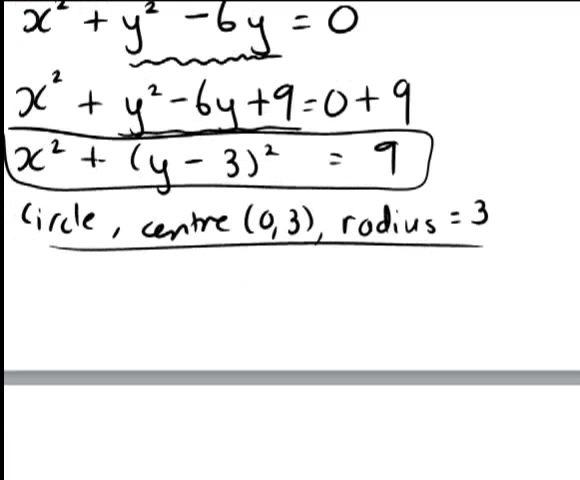 x² + y² - 6y = 0
x² + y² - 6y + 9 = 0 + 9
x² + (y - 3)² = 9
Circle, centre (0,3), radius = 3